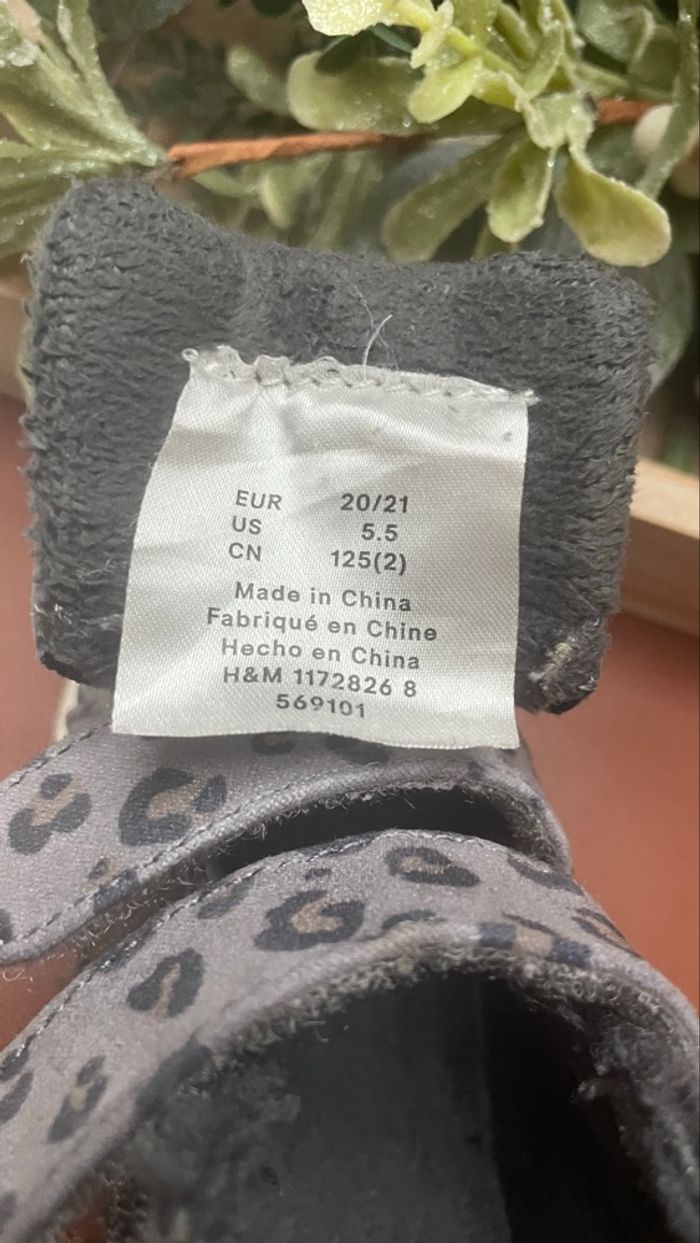 EUR 20/21
US 5.5
CN 125(2)
Made in China
Fabriqué en Chine
Hecho en China
H&M 1172826 8
569101